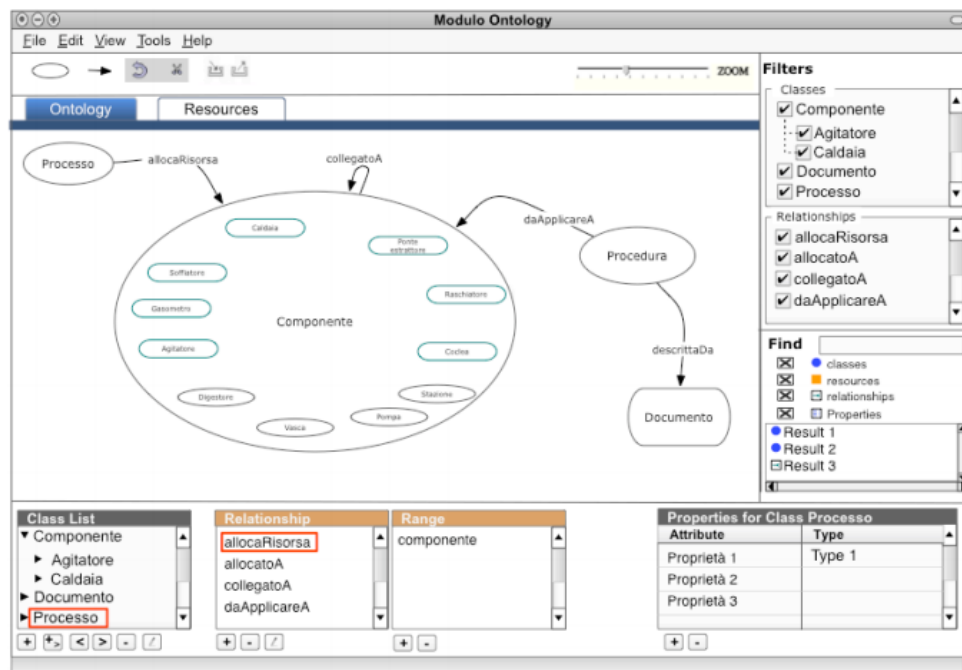 Modulo Ontology
File Edit View Tools Help
ZOOM
Ontology Resources
Processo
allocaRisorsa
collegatoA
daApplicareA
Procedura
descrittaDa
Documento
Caldaia
Ponte
estrattore
Soffiatore
Raschiatore
Gasometro
Componente
Agitatore
Coclea
Digestore
Stazione
Pompa
Vasca
Filters
Classes
Componente
Agitatore
Caldaia
Documento
Processo
Relationships
allocaRisorsa
allocatoA
collegatoA
daApplicareA
Find
classes
resources
relationships
Properties
Result 1
Result 2
Result 3
Class List
Componente
Agitatore
Caldaia
Documento
Processo
Relationship
allocaRisorsa
allocatoA
collegatoA
daApplicareA
Range
componente
Properties for Class Processo
Attribute Type
Proprietà 1 Type 1
Proprietà 2
Proprietà 3